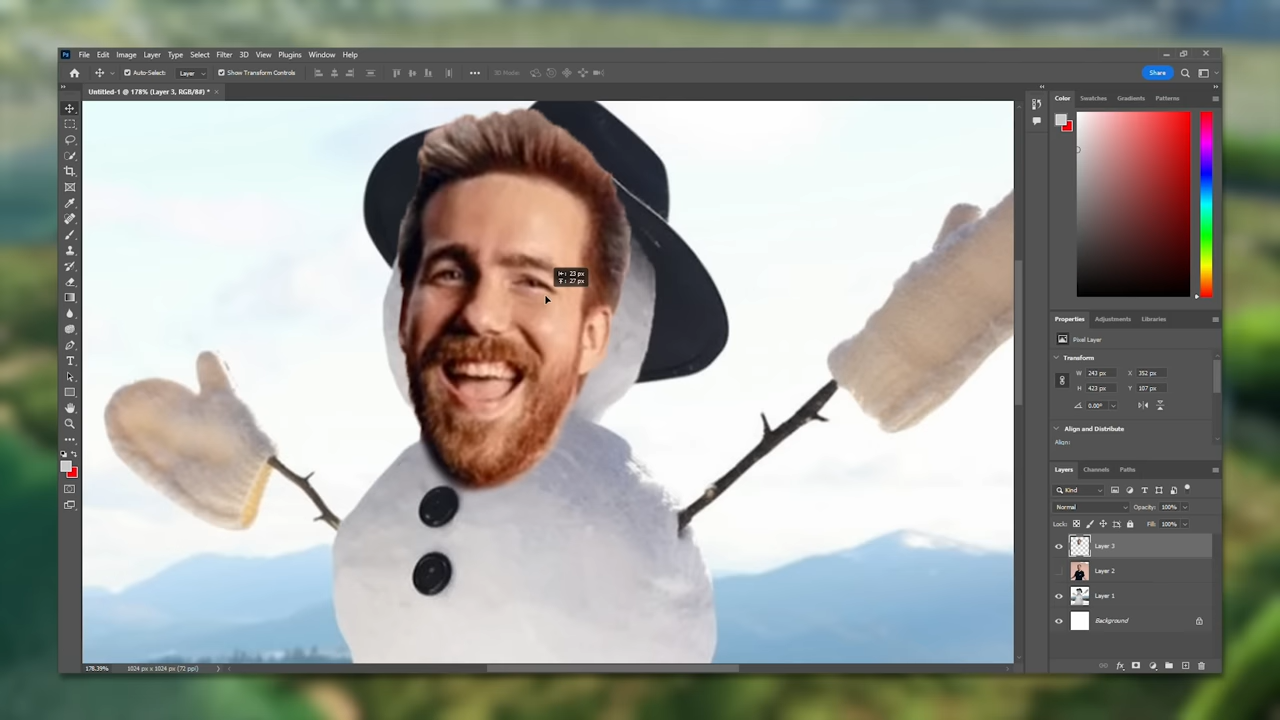 Ps File Edit Image Layer Type Select Filter 3D View Plugins Window Help
Auto-Select: Layer Show Transform Controls 3D Mode: Share
Untitled-1 @ 178% (Layer 3, RGB/8#) * ×
Color Swatches Gradients Patterns
23 px
27 px
Properties Adjustments Libraries
Pixel Layer
Transform
W 243 px X 352 px
H 423 px Y 107 px
0.00°
Align and Distribute
Align:
Layers Channels Paths
Kind
Normal Opacity: 100%
Lock: Fill: 100%
Layer 3
Layer 2
Layer 1
Background
178.39% 1024 px x 1024 px (72 ppi)